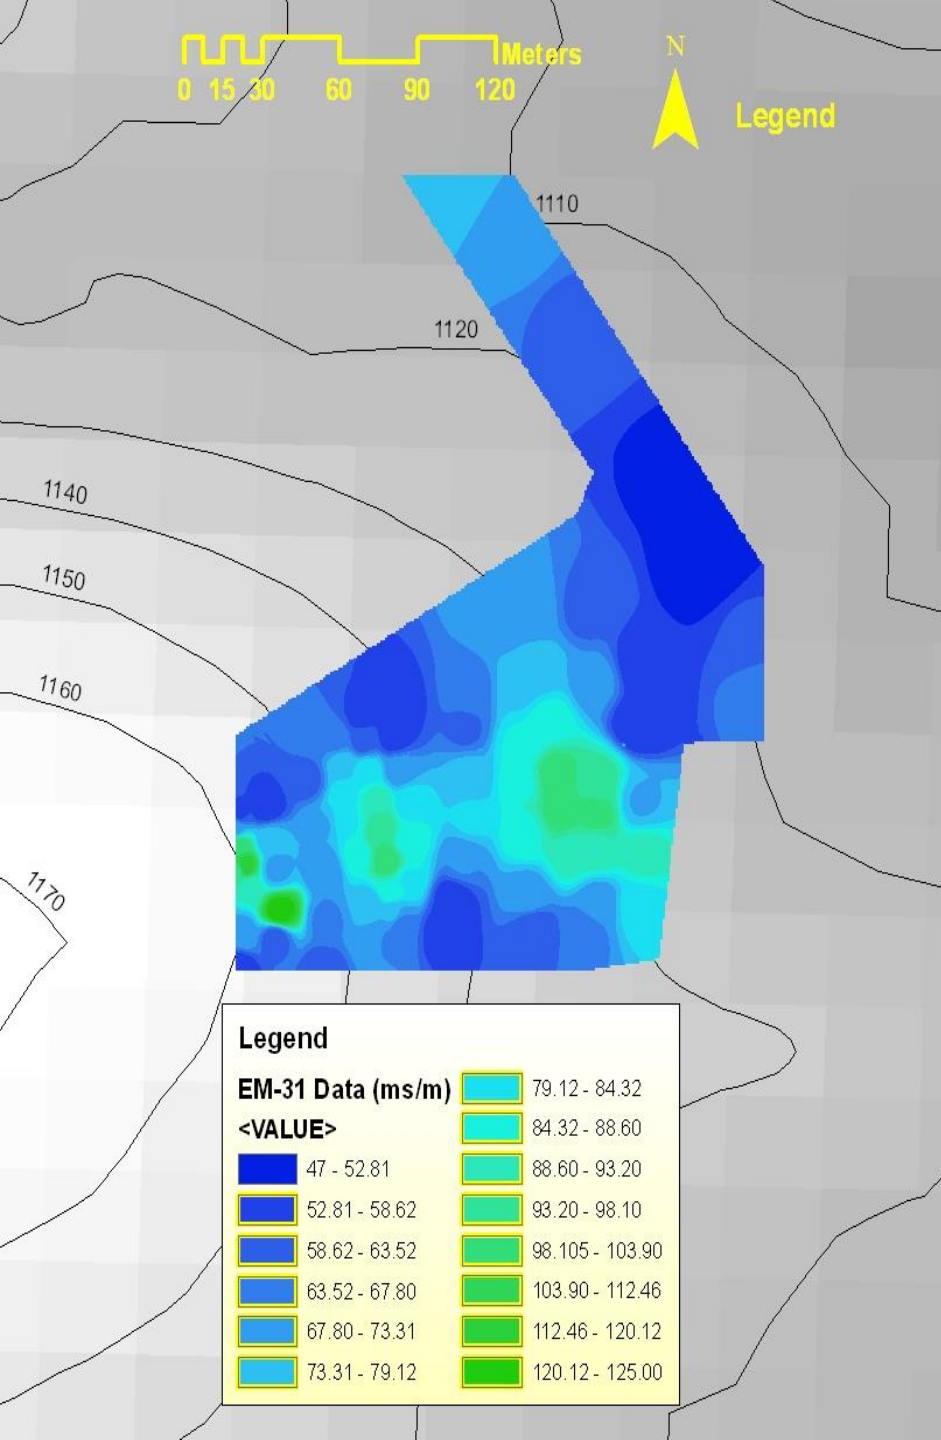 Meters
0 15 30 60 90 120
N
Legend
1110
1120
1140
1150
1160
1170
Legend
EM-31 Data (ms/m)
<VALUE>
47 - 52.81
52.81 - 58.62
58.62 - 63.52
63.52 - 67.80
67.80 - 73.31
73.31 - 79.12
79.12 - 84.32
84.32 - 88.60
88.60 - 93.20
93.20 - 98.10
98.105 - 103.90
103.90 - 112.46
112.46 - 120.12
120.12 - 125.00